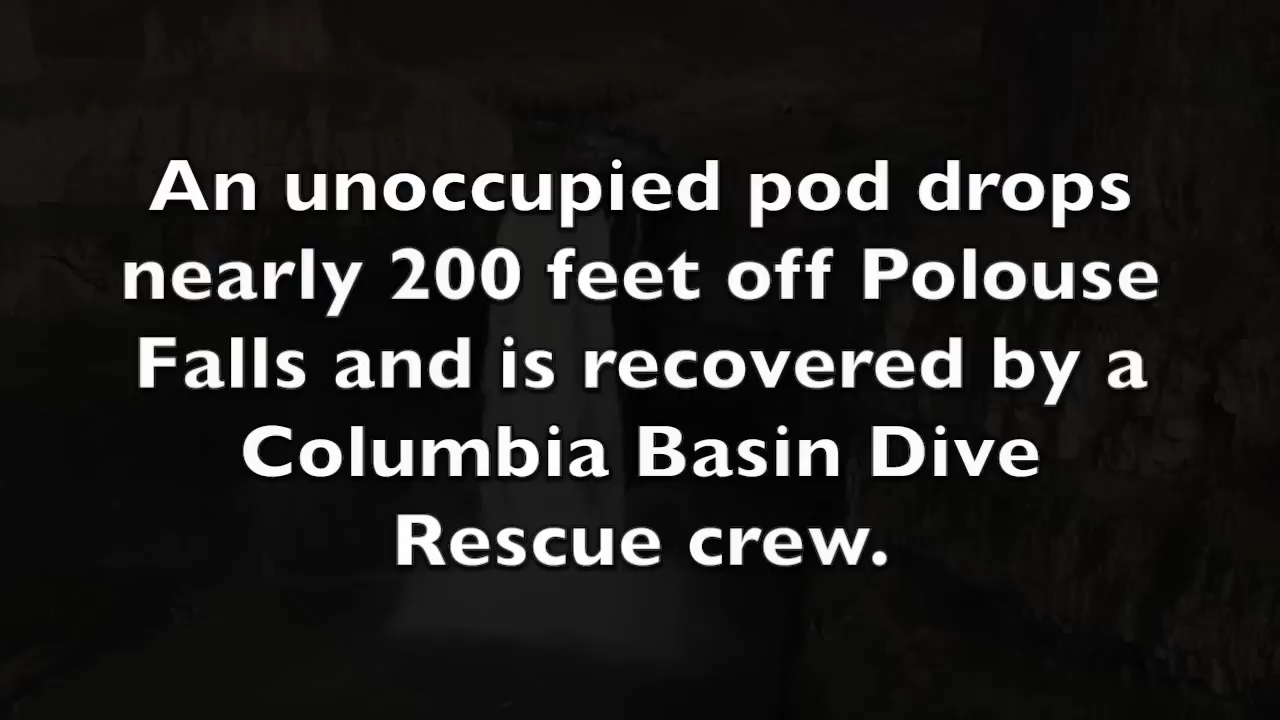 An unoccupied pod drops
nearly 200 feet off Polouse
Falls and is recovered by a
Columbia Basin Dive
Rescue crew.